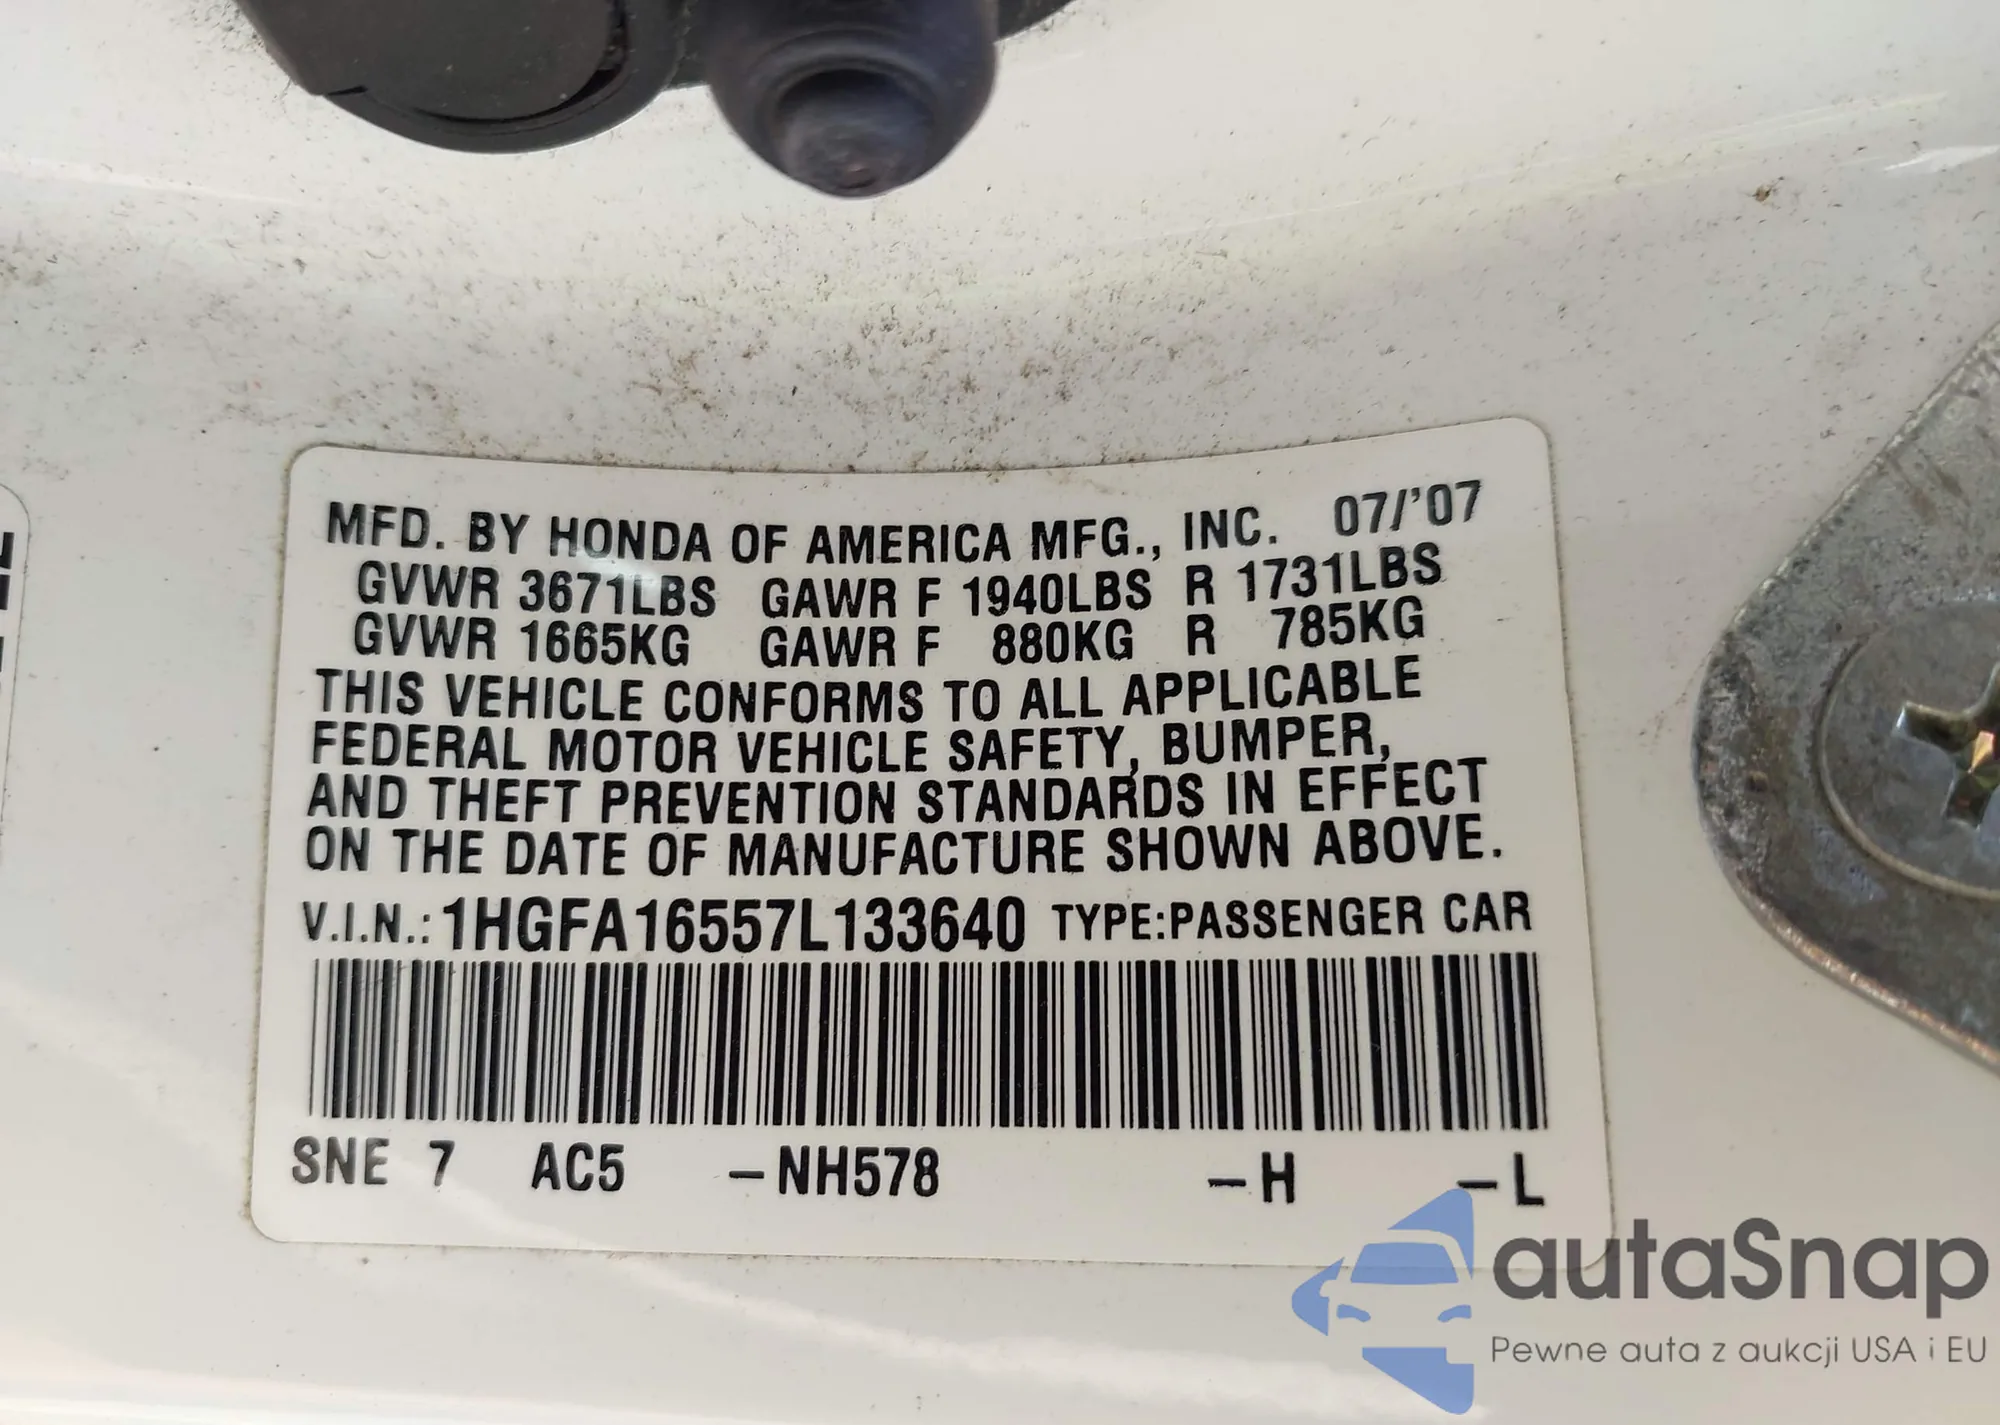 MFD. BY HONDA OF AMERICA MFG., INC. 07/'07
GVWR 3671LBS GAWR F 1940LBS R 1731LBS
GVWR 1665KG GAWR F 880KG R 785KG
THIS VEHICLE CONFORMS TO ALL APPLICABLE
FEDERAL MOTOR VEHICLE SAFETY, BUMPER,
AND THEFT PREVENTION STANDARDS IN EFFECT
ON THE DATE OF MANUFACTURE SHOWN ABOVE.
V.I.N.: 1HGFA16557L133640 TYPE:PASSENGER CAR
SNE 7 AC5 –NH578 –H –L
autaSnap
Pewne auta z aukcji USA i EU